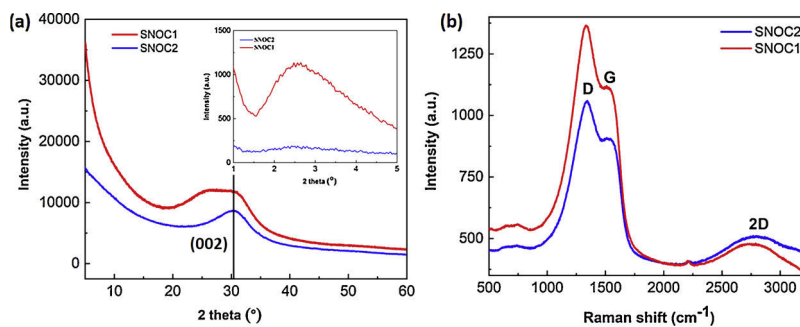 (a)
SNOC1
SNOC2
Intensity (a.u.)
40000
30000
20000
10000
0
10
20
30
40
50
60
2 theta (°)
(002)
SNOC2
SNOC1
Intensity (a.u.)
1500
1000
500
0
1
2
3
4
5
2 theta (°)
(b)
SNOC2
SNOC1
Intensity (a.u.)
1250
1000
750
500
500
1000
1500
2000
2500
3000
Raman shift (cm⁻¹)
D
G
2D